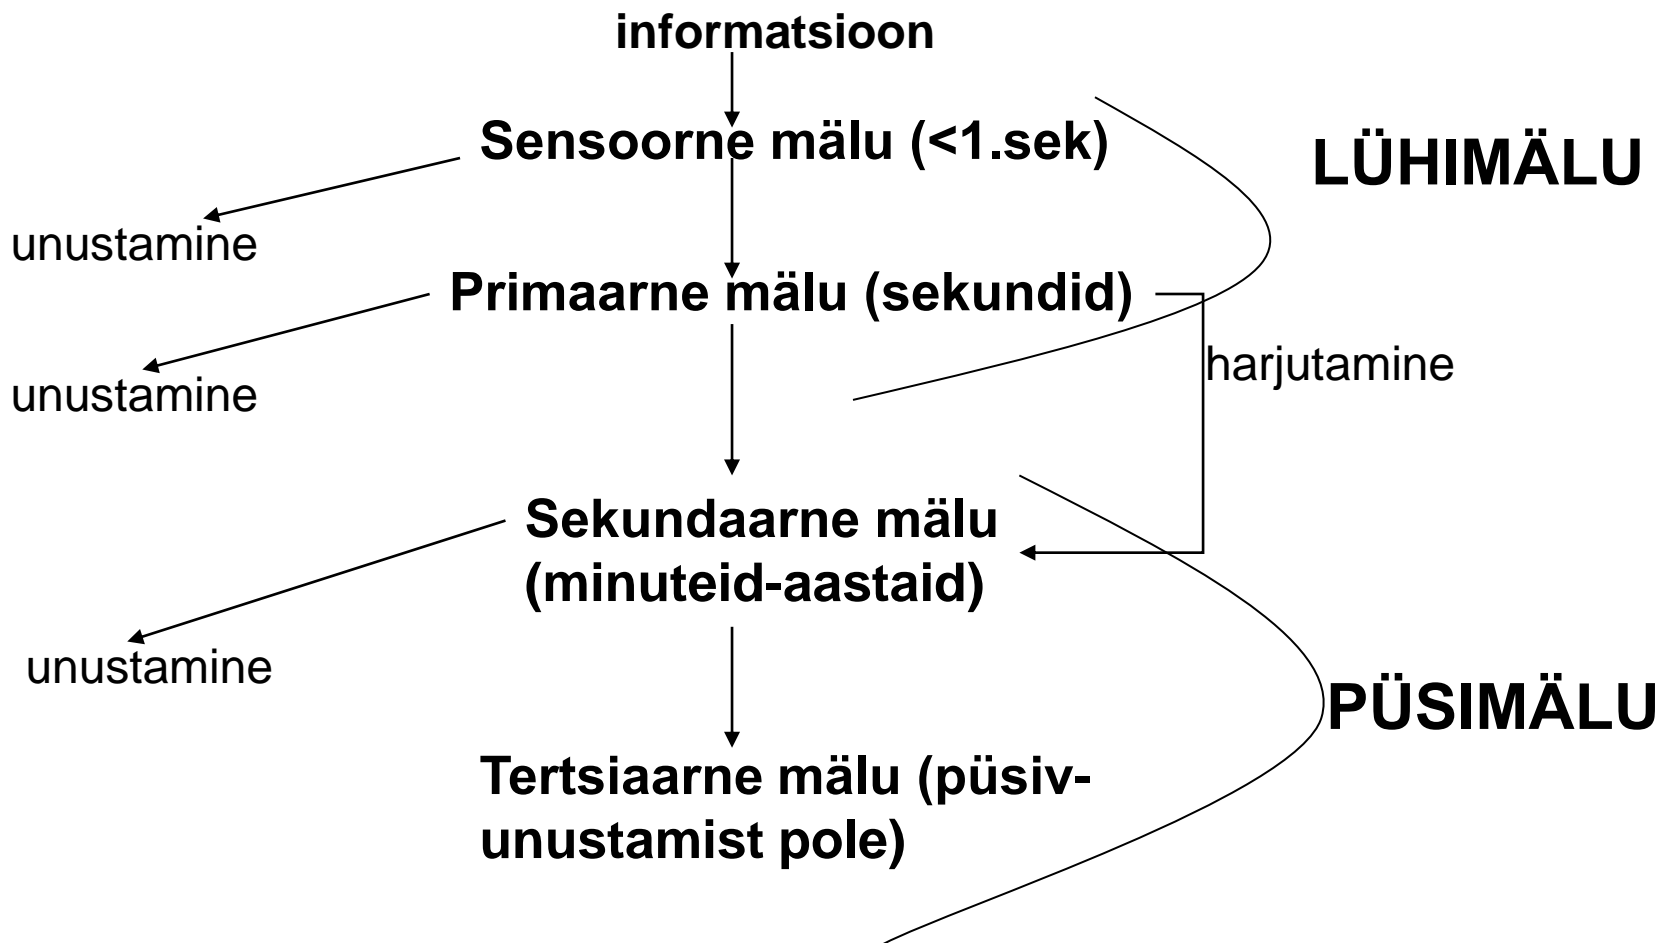 informatsioon
Sensoorne mälu (<1.sek)
LÜHIMÄLU
unustamine
Primaarne mälu (sekundid)
harjutamine
unustamine
Sekundaarne mälu
(minuteid-aastaid)
unustamine
PÜSIMÄLU
Tertsiaarne mälu (püsiv-
unustamist pole)